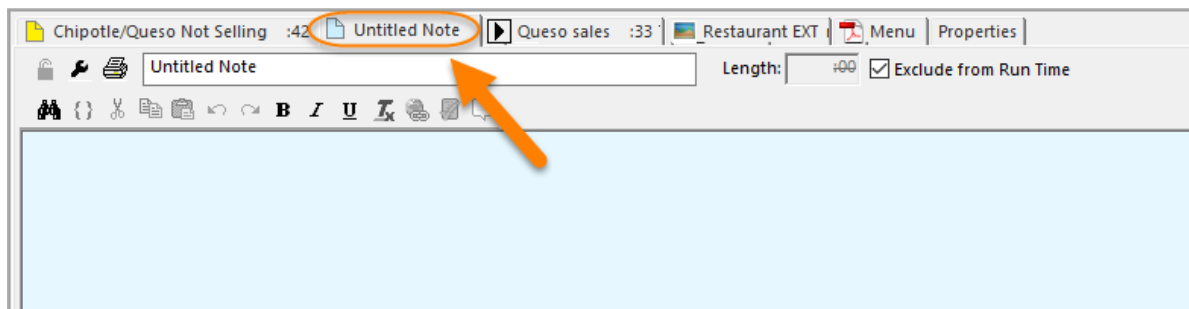 Chipotle/Queso Not Selling :42 Untitled Note Queso sales :33 Restaurant EXT Menu Properties
Untitled Note Length: :00 Exclude from Run Time
{} B I U Tx